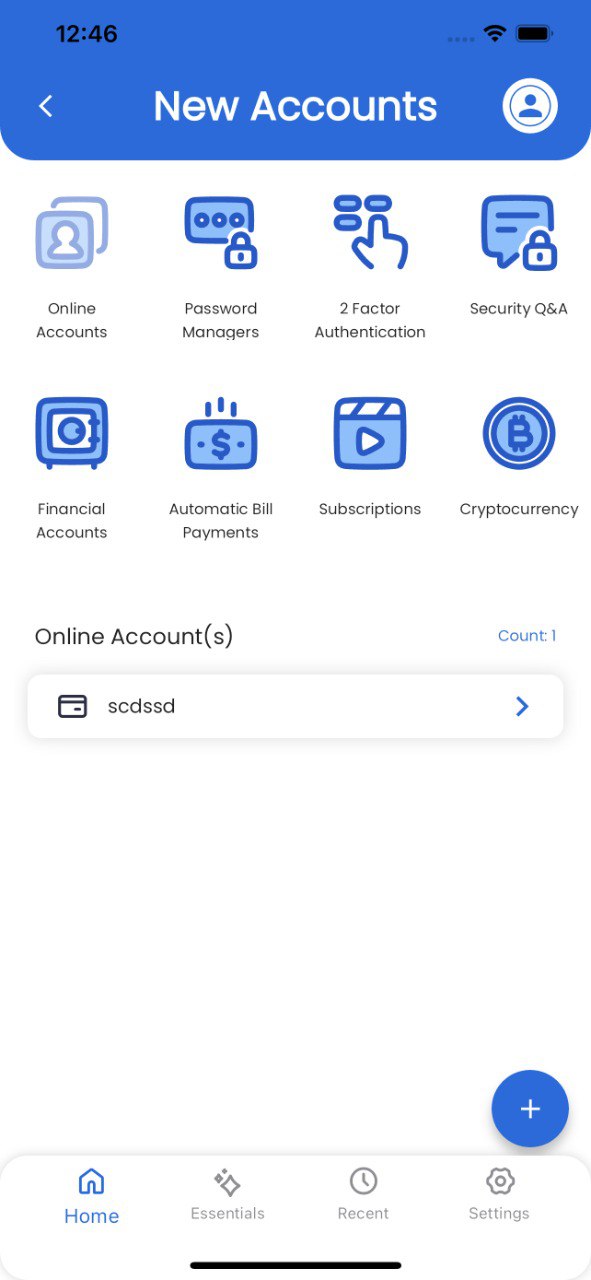 12:46
New Accounts
Online
Accounts
Password
Managers
2 Factor
Authentication
Security Q&A
Financial
Accounts
Automatic Bill
Payments
Subscriptions
Cryptocurrency
Online Account(s)
Count: 1
scdssd
Home
Essentials
Recent
Settings